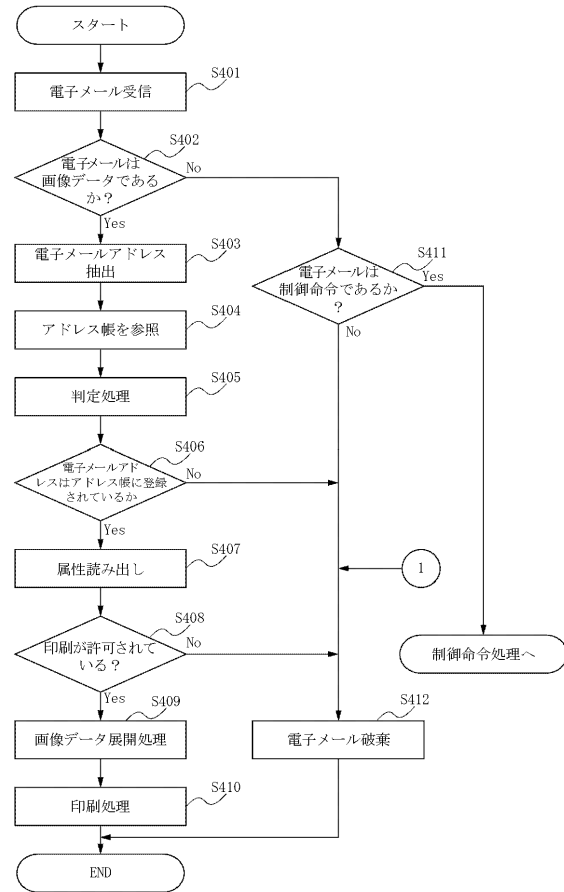 スタート
S401
電子メール受信
S402
電子メールは
画像データである
か？
No
Yes
S403
電子メールアドレス
抽出
S411
電子メールは
制御命令であるか
？
Yes
No
S404
アドレス帳を参照
S405
判定処理
S406
電子メールアド
レスはアドレス帳に登録
されているか
No
Yes
S407
属性読み出し
1
S408
印刷が許可されて
いる？
No
Yes
制御命令処理へ
S409
画像データ展開処理
S412
電子メール破棄
S410
印刷処理
END